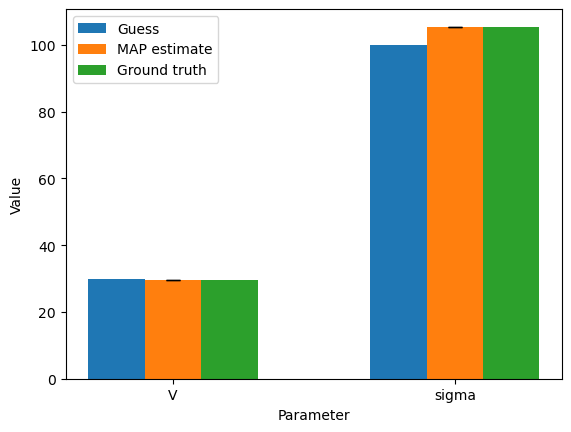 Guess
MAP estimate
Ground truth
Value
100
80
60
40
20
0
V
sigma
Parameter